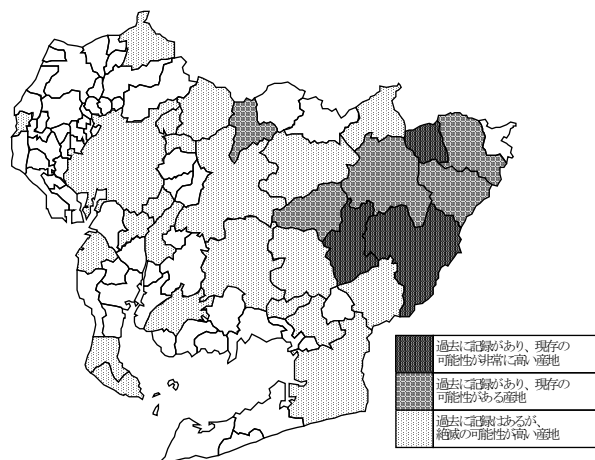 過去に記録があり、現存の
可能性が非常に高い産地
過去に記録があり、現存の
可能性がある産地
過去に記録はあるが、
絶滅の可能性が高い産地